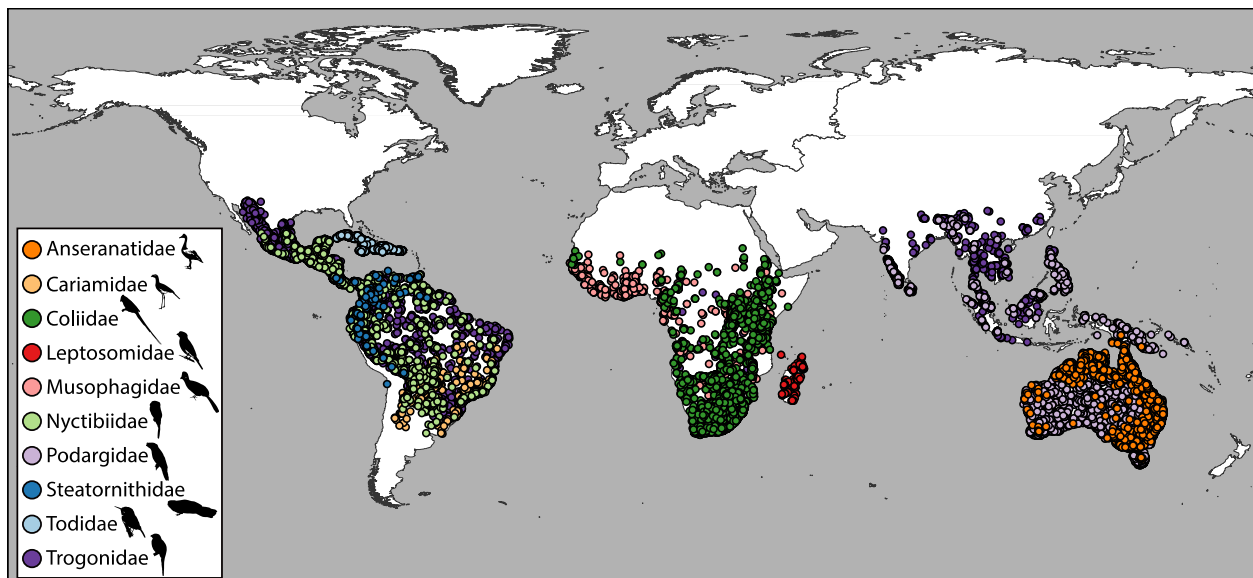 Anseranatidae
Cariamidae
Coliidae
Leptosomidae
Musophagidae
Nyctibiidae
Podargidae
Steatornithidae
Todidae
Trogonidae